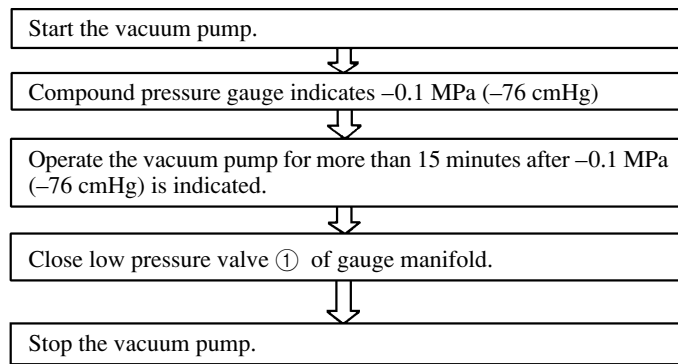 Start the vacuum pump.
Compound pressure gauge indicates –0.1 MPa (–76 cmHg)
Operate the vacuum pump for more than 15 minutes after –0.1 MPa
(–76 cmHg) is indicated.
Close low pressure valve ① of gauge manifold.
Stop the vacuum pump.